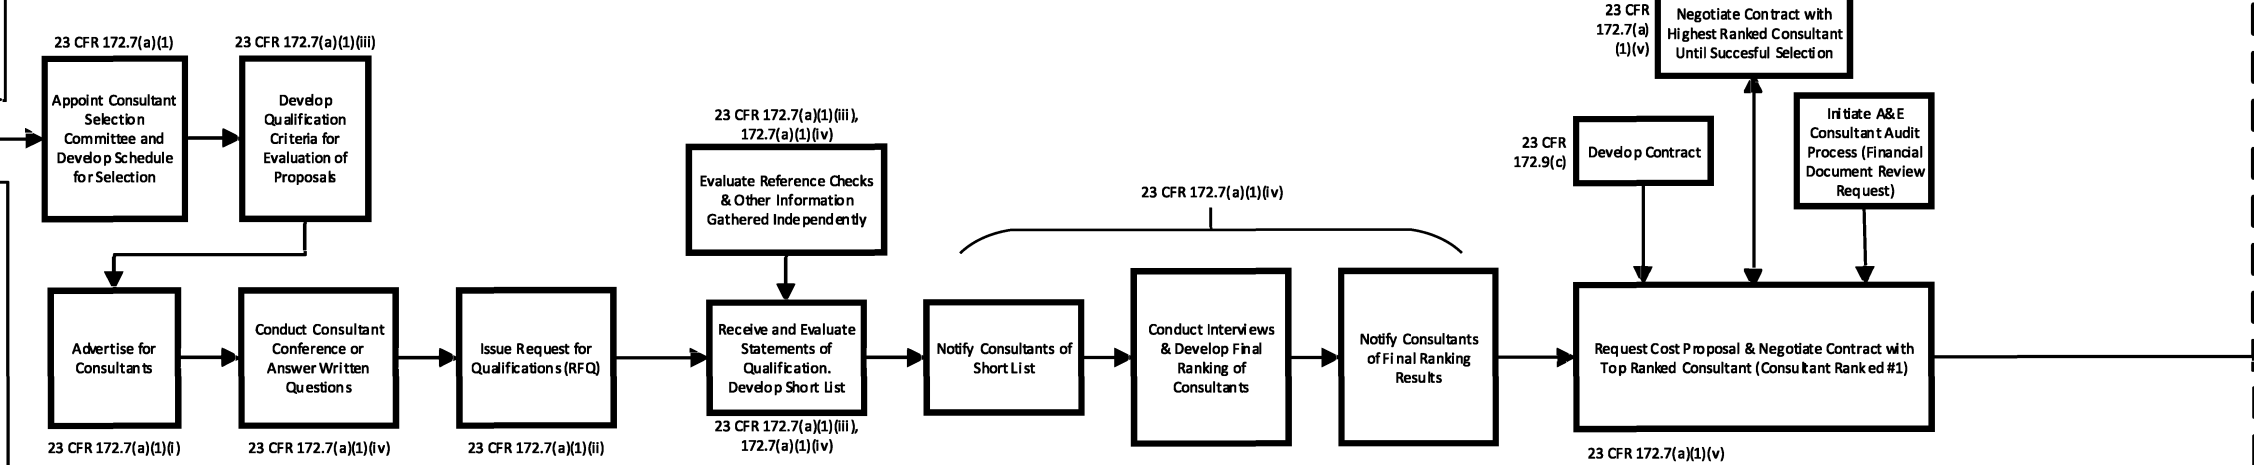 23 CFR 172.7(a)(1)
Appoint Consultant
Selection
Committee and
Develop Schedule
for Selection
23 CFR 172.7(a)(1)(iii)
Develop
Qualification
Criteria for
Evaluation of
Proposals
Advertise for
Consultants
23 CFR 172.7(a)(1)(i)
Conduct Consultant
Conference or
Answer Written
Questions
23 CFR 172.7(a)(1)(iv)
Issue Request for
Qualifications (RFQ)
23 CFR 172.7(a)(1)(ii)
23 CFR 172.7(a)(1)(iii),
172.7(a)(1)(iv)
Evaluate Reference Checks
& Other Information
Gathered Independently
Receive and Evaluate
Statements of
Qualification.
Develop Short List
23 CFR 172.7(a)(1)(iii),
172.7(a)(1)(iv)
23 CFR 172.7(a)(1)(iv)
Notify Consultants of
Short List
Conduct Interviews
& Develop Final
Ranking of
Consultants
Notify Consultants
of Final Ranking
Results
23 CFR
172.7(a)
(1)(v)
Negotiate Contract with
Highest Ranked Consultant
Until Succesful Selection
23 CFR
172.9(c)
Develop Contract
Initiate A&E
Consultant Audit
Process (Financial
Document Review
Request)
Request Cost Proposal & Negotiate Contract with
Top Ranked Consultant (Consultant Ranked #1)
23 CFR 172.7(a)(1)(v)